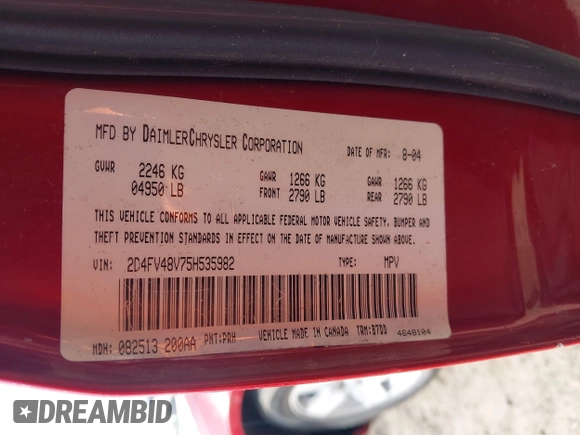 MFD BY DAIMLERCHRYSLER CORPORATION DATE OF MFR: 8-04
GVWR 2246 KG GAWR 1266 KG GAWR 1266 KG
04950 LB FRONT 2790 LB REAR 2790 LB
THIS VEHICLE CONFORMS TO ALL APPLICABLE FEDERAL MOTOR VEHICLE SAFETY, BUMPER AND
THEFT PREVENTION STANDARDS IN EFFECT ON THE DATE OF MANUFACTURE SHOWN ABOVE.
VIN: 2D4FV48V75H535982 TYPE: MPV
MDH: 082513 200AA PNT:PRH VEHICLE MADE IN CANADA TRM:B7DD 4648104
DREAMBID